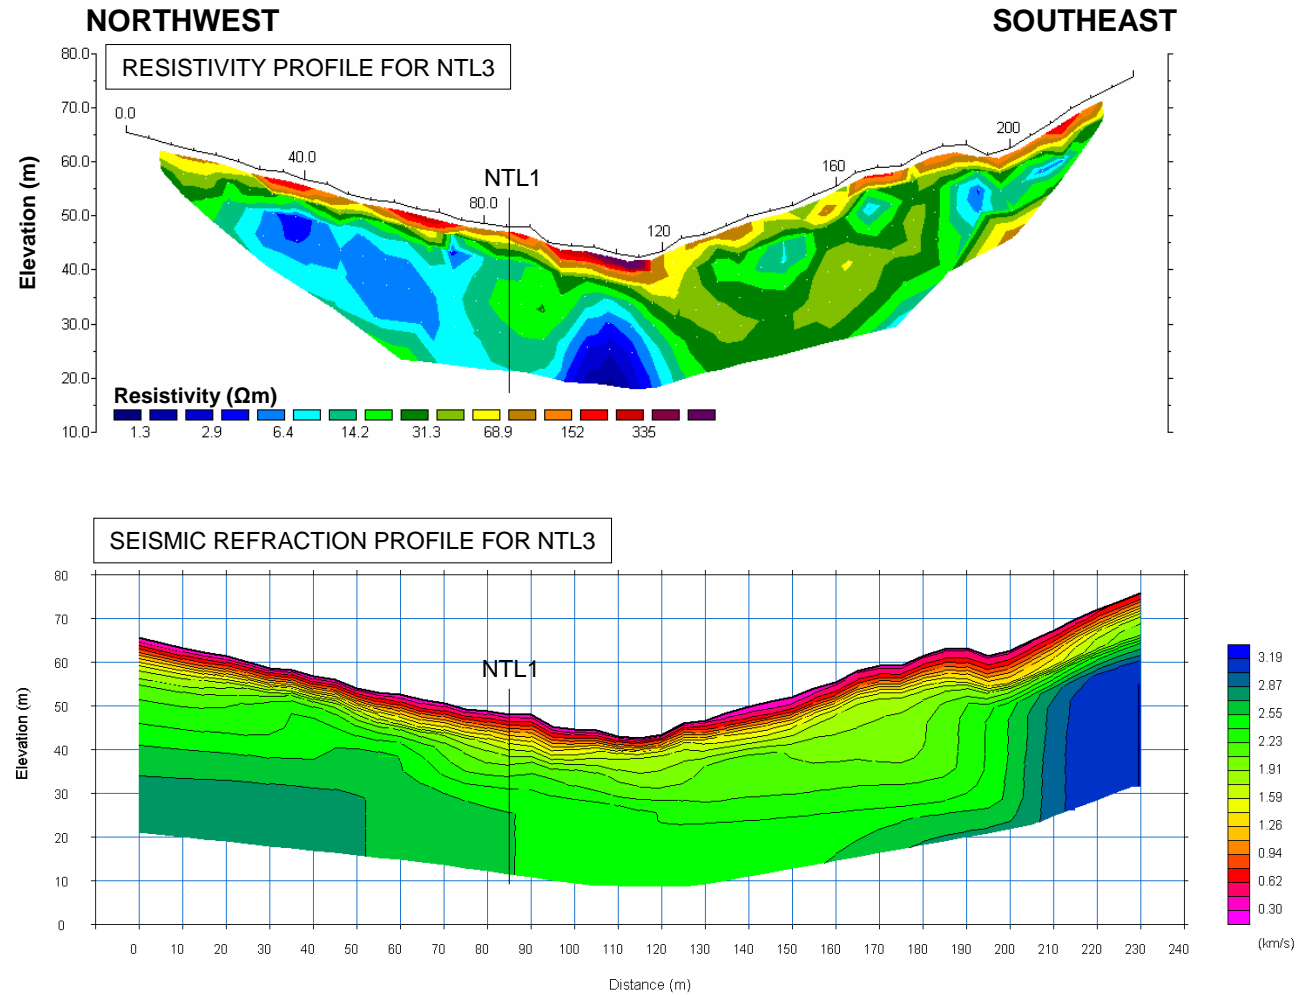 NORTHWEST SOUTHEAST
RESISTIVITY PROFILE FOR NTL3
80.0
70.0
60.0
50.0
40.0
30.0
20.0
10.0
Elevation (m)
0.0
40.0
NTL1
80.0
120
160
200
Resistivity (Ωm)
1.3 2.9 6.4 14.2 31.3 68.9 152 335
SEISMIC REFRACTION PROFILE FOR NTL3
80
70
60
50
40
30
20
10
0
Elevation (m)
NTL1
0 10 20 30 40 50 60 70 80 90 100 110 120 130 140 150 160 170 180 190 200 210 220 230 240
Distance (m)
3.19
2.87
2.55
2.23
1.91
1.59
1.26
0.94
0.62
0.30
(km/s)